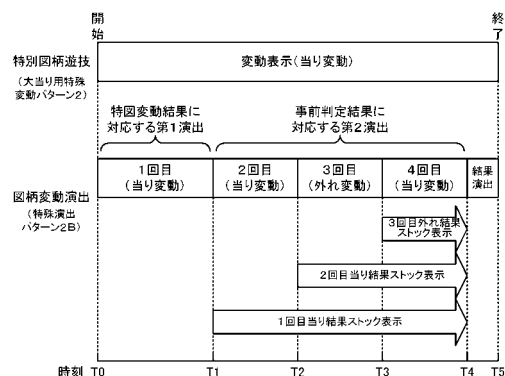 開始
終了
特別図柄遊技
(大当り用特殊
変動パターン2)
変動表示(当り変動)
特図変動結果に
対応する第1演出
事前判定結果に
対応する第2演出
図柄変動演出
(特殊演出
パターン2B)
1回目
(当り変動)
2回目
(当り変動)
3回目
(外れ変動)
4回目
(当り変動)
結果
演出
3回目外れ結果
ストック表示
2回目当り結果ストック表示
1回目当り結果ストック表示
時刻 T0 T1 T2 T3 T4 T5